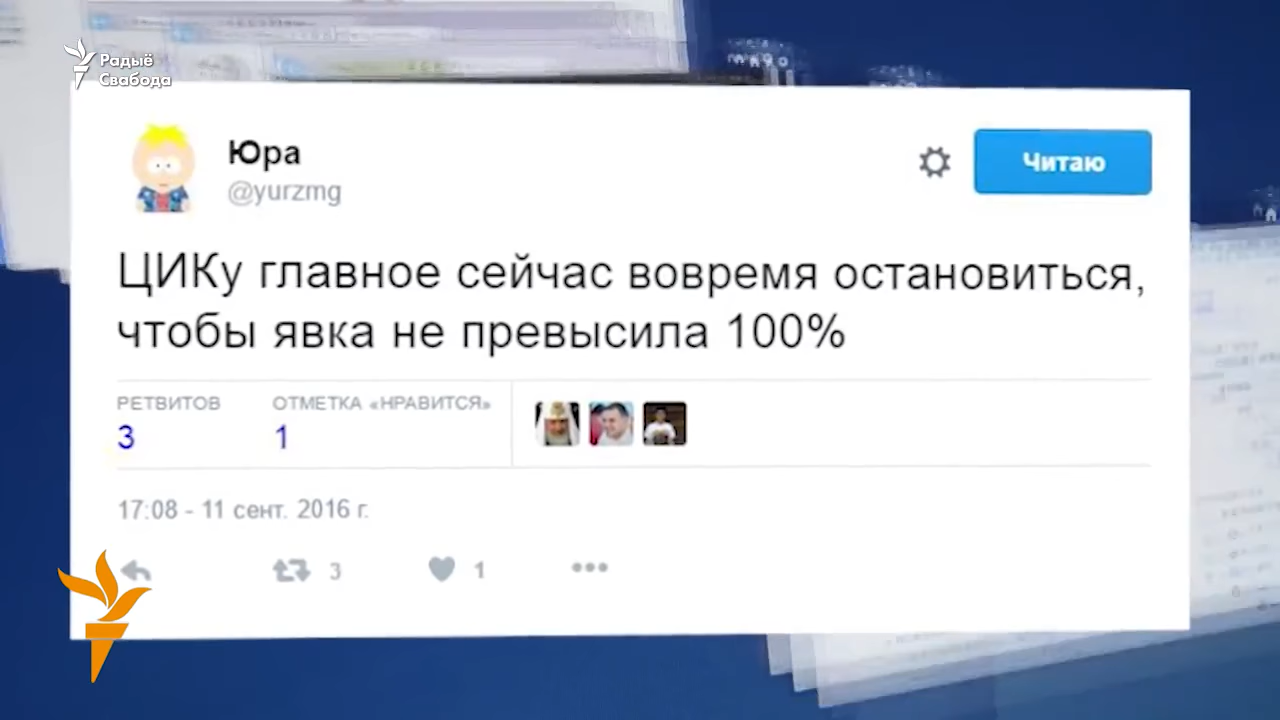 Радыё
Свабода
Юра
@yurzmg
Читаю
ЦИКу главное сейчас вовремя остановиться,
чтобы явка не превысила 100%
РЕТВИТОВ
ОТМЕТКА «НРАВИТСЯ»
3
1
17:08 - 11 сент. 2016 г.
3
1